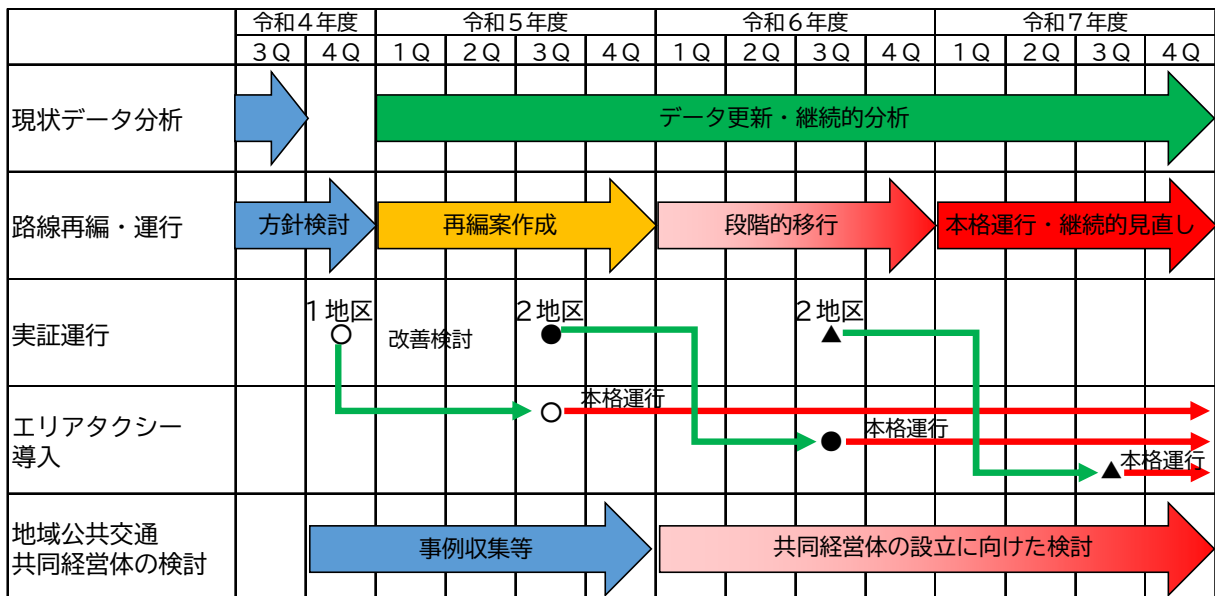 令和4年度 令和5年度 令和6年度 令和7年度
3Q 4Q 1Q 2Q 3Q 4Q 1Q 2Q 3Q 4Q 1Q 2Q 3Q 4Q
現状データ分析
データ更新・継続的分析
路線再編・運行
方針検討
再編案作成
段階的移行
本格運行・継続的見直し
実証運行
1地区
改善検討
2地区
2地区
エリアタクシー
導入
本格運行
本格運行
本格運行
地域公共交通
共同経営体の検討
事例収集等
共同経営体の設立に向けた検討